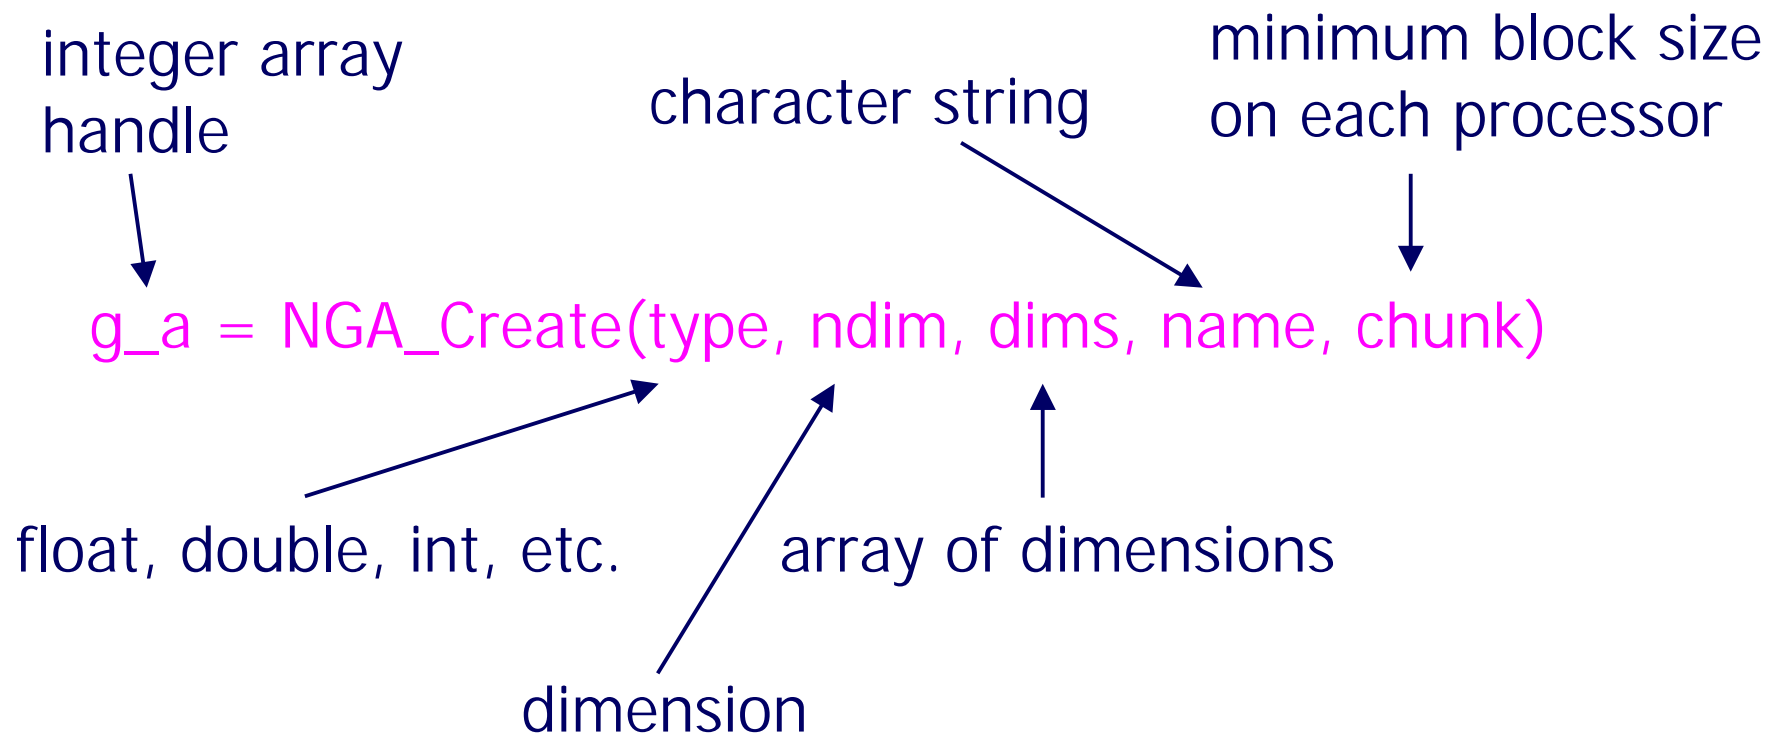 integer array
handle
character string
minimum block size
on each processor
g_a = NGA_Create(type, ndim, dims, name, chunk)
float, double, int, etc.
array of dimensions
dimension